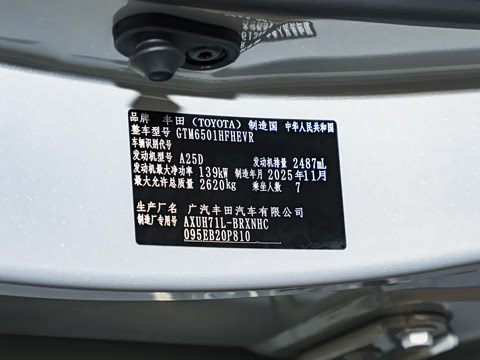 品牌 丰田（TOYOTA）制造国 中华人民共和国
整车型号 GTM6501HFHEVR
车辆识别代号
发动机型号 A25D 发动机排量 2487mL
发动机最大净功率 139kW 制造年月 2025年11月
最大允许总质量 2620kg 乘坐人数 7
生产厂名 广汽丰田汽车有限公司
制造厂专用号 AXUH71L-BRXNHC
095EB20P810